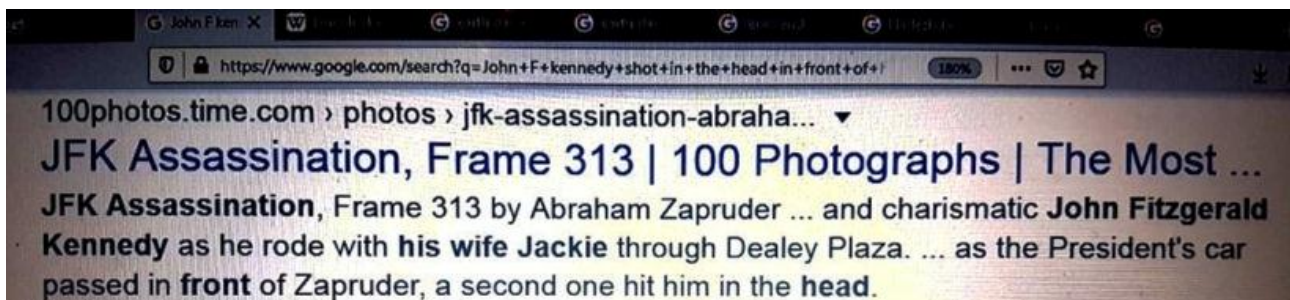 John F ken X
https://www.google.com/search?q=John+F+kennedy+shot+in+the+head+in+front+of+ 180%
100photos.time.com › photos › jfk-assassination-abraha...
JFK Assassination, Frame 313 | 100 Photographs | The Most ...
JFK Assassination, Frame 313 by Abraham Zapruder ... and charismatic John Fitzgerald
Kennedy as he rode with his wife Jackie through Dealey Plaza. ... as the President's car
passed in front of Zapruder, a second one hit him in the head.